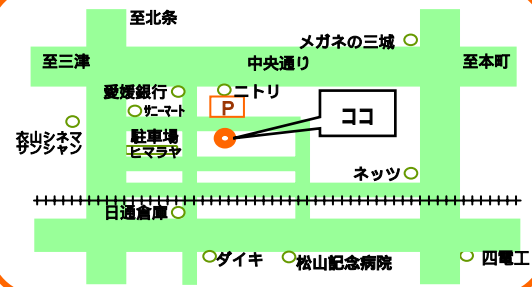 至北条
メガネの三城
至三津
中央通り
至本町
愛媛銀行
ニトリ
P
サニーマート
ココ
衣山シネマ
サンシャン
駐車場
ヒマラヤ
ネッツ
日通倉庫
ダイキ
松山記念病院
四電工